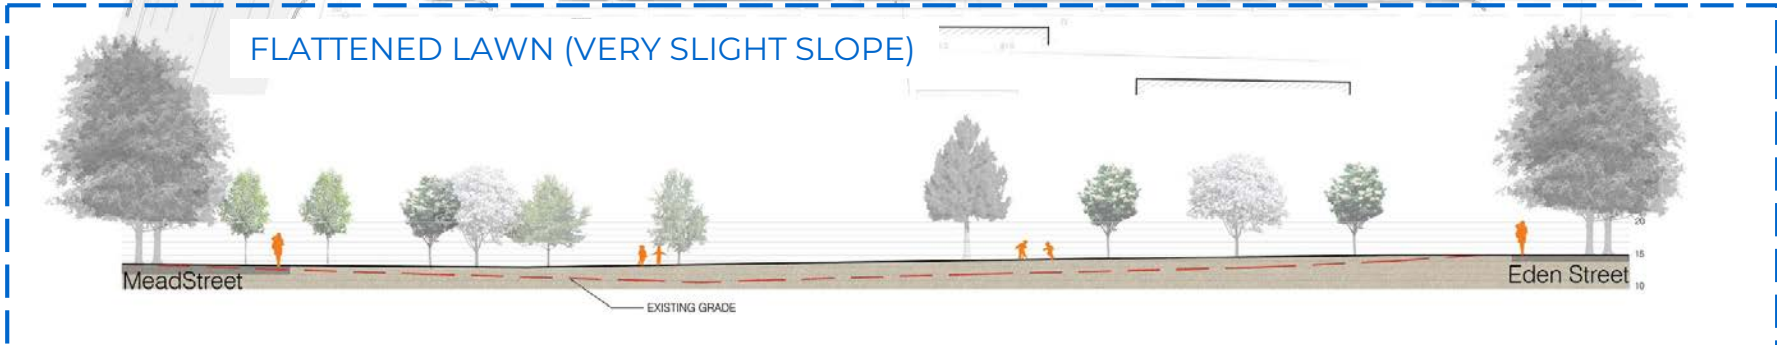 FLATTENED LAWN (VERY SLIGHT SLOPE)
20
15
MeadStreet
Eden Street
10
EXISTING GRADE